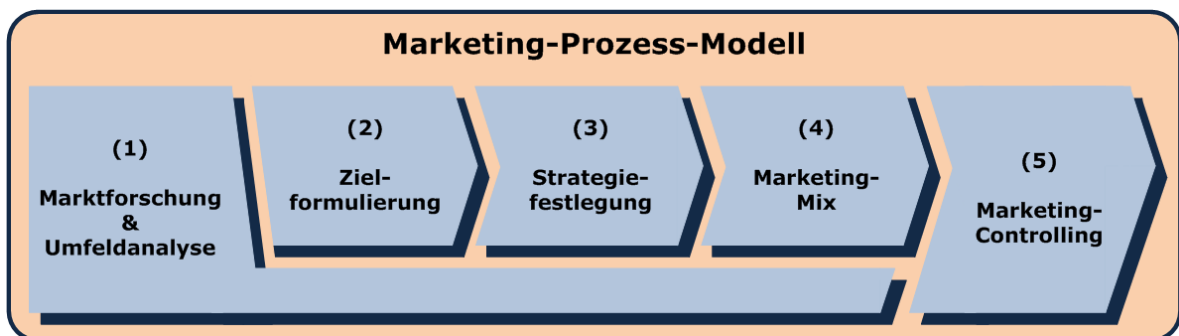 Marketing-Prozess-Modell
(1)
Marktforschung
&
Umfeldanalyse
(2)
Ziel-
formulierung
(3)
Strategie-
festlegung
(4)
Marketing-
Mix
(5)
Marketing-
Controlling